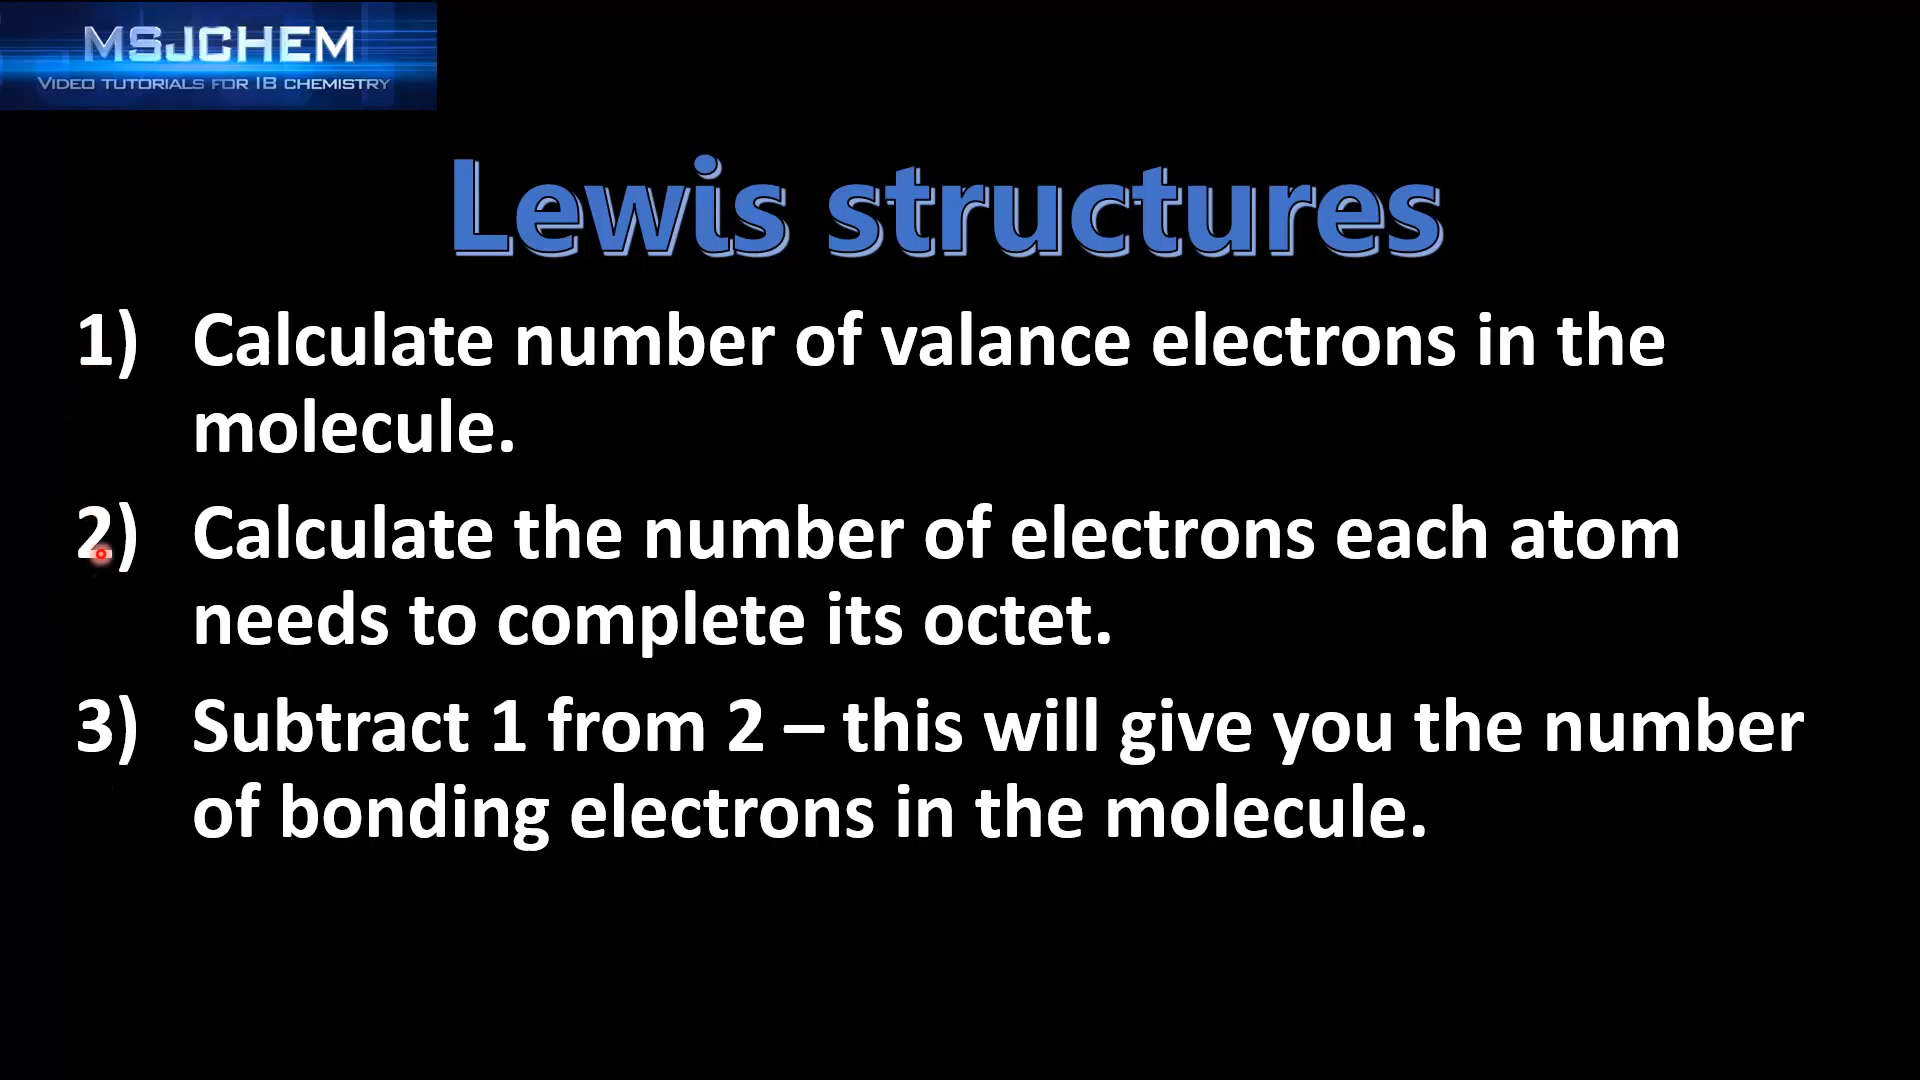 MSJCHEM
VIDEO TUTORIALS FOR IB CHEMISTRY
Lewis structures
1) Calculate number of valance electrons in the
molecule.
2) Calculate the number of electrons each atom
needs to complete its octet.
3) Subtract 1 from 2 – this will give you the number
of bonding electrons in the molecule.